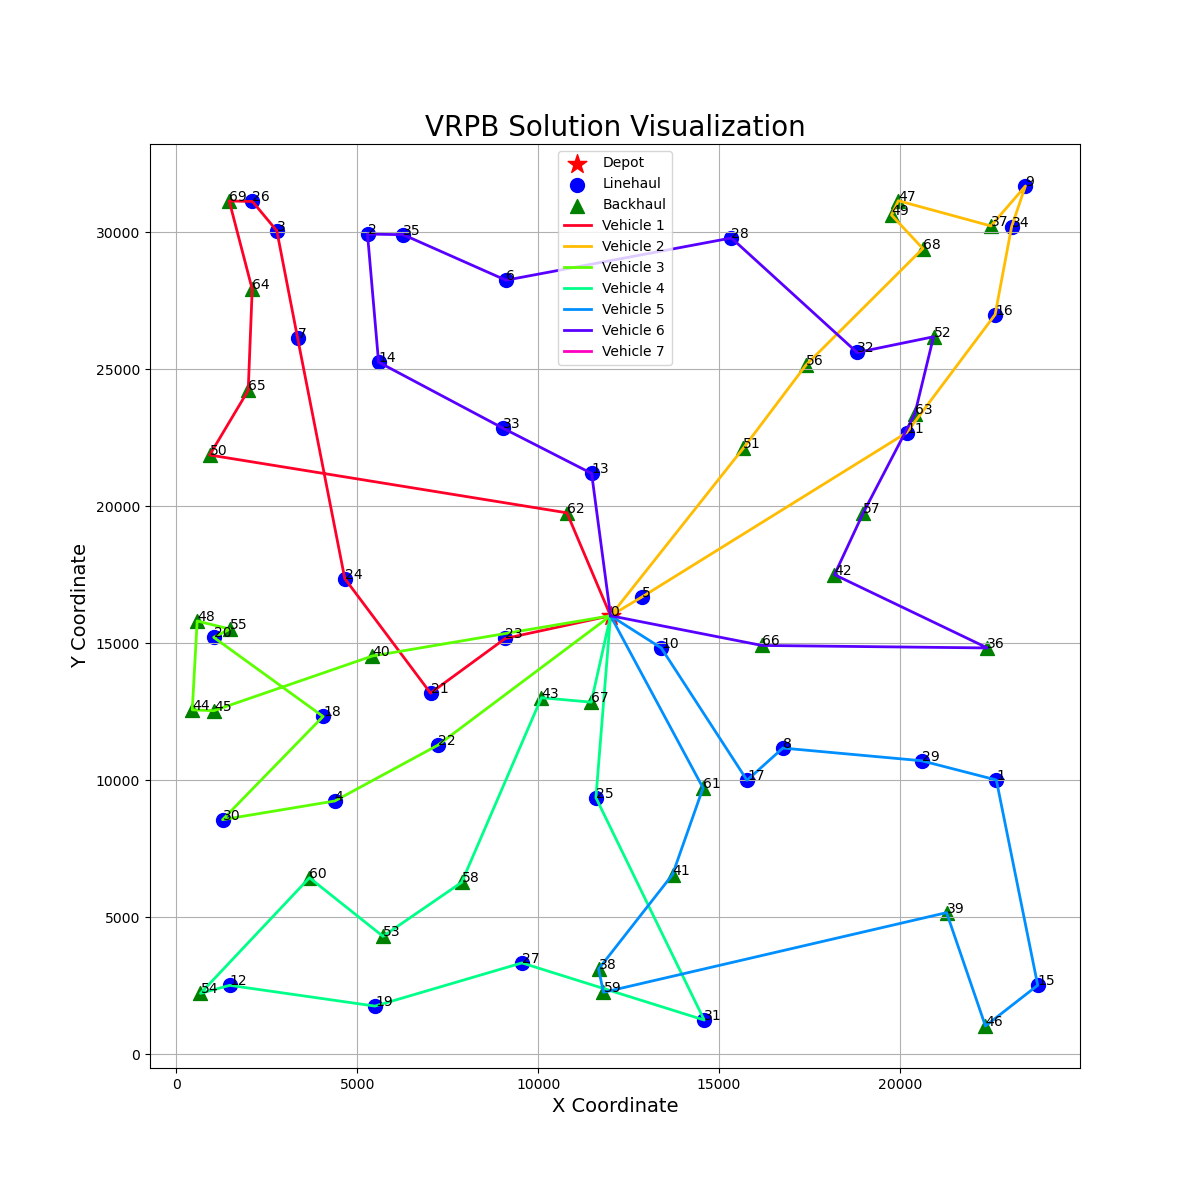 VRPB Solution Visualization
Depot
Linehaul
Backhaul
Vehicle 1
Vehicle 2
Vehicle 3
Vehicle 4
Vehicle 5
Vehicle 6
Vehicle 7
69 26 47 9
3 2 35 28 49 37 34
68
6
64
16
7 32 52
14 56
65
63
33 11
50 51
13
62 57
24 42
5
48 55 0
20 23 10 66 36
40
21 43 67
44 45 18
22
8
29
17 1
61
4 25
30
60 58 41
39
53
38
12 27
54 59 15
19
31 46
30000
25000
20000
15000
10000
5000
0
0 5000 10000 15000 20000
X Coordinate
Y Coordinate